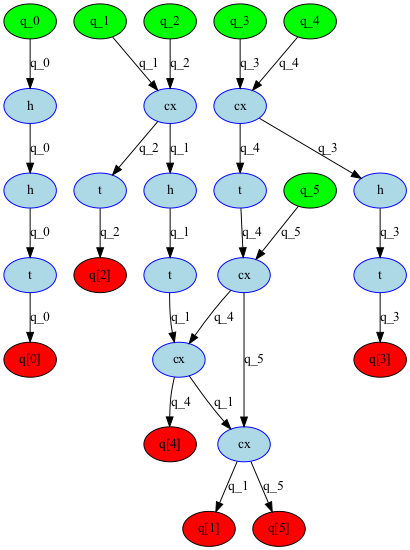 q_0 q_1 q_2 q_3 q_4
q_0 q_1 q_2 q_3 q_4
h cx cx
q_0 q_2 q_1 q_4 q_3
h t h t q_5 h
q_0 q_2 q_1 q_4 q_5 q_3
t q[2] t cx t
q_0 q_1 q_4 q_5 q_3
q[0] cx q[3]
q_4 q_1
q[4] cx
q_1 q_5
q[1] q[5]